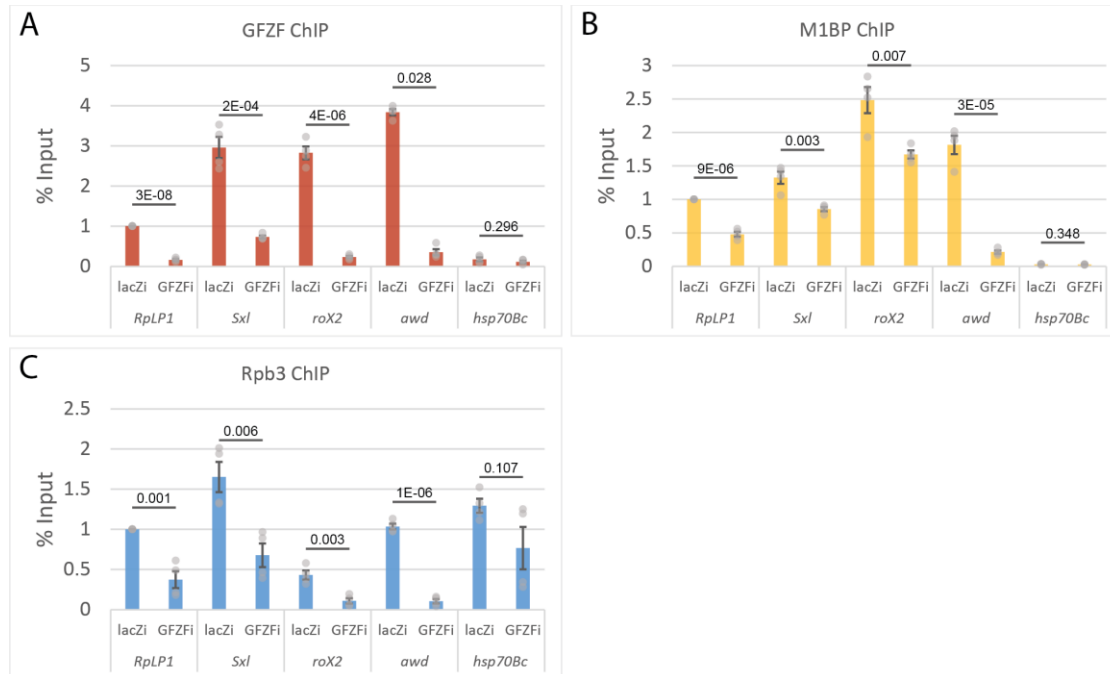 A
GFZF ChIP
% Input
5
4
3
2
1
0
3E-08
2E-04
4E-06
0.028
0.296
lacZi GFZFi lacZi GFZFi lacZi GFZFi lacZi GFZFi lacZi GFZFi
RpLP1 Sxl roX2 awd hsp70Bc
B
M1BP ChIP
% Input
3
2.5
2
1.5
1
0.5
0
9E-06
0.003
0.007
3E-05
0.348
lacZi GFZFi lacZi GFZFi lacZi GFZFi lacZi GFZFi lacZi GFZFi
RpLP1 Sxl roX2 awd hsp70Bc
C
Rpb3 ChIP
% Input
2.5
2
1.5
1
0.5
0
0.001
0.006
0.003
1E-06
0.107
lacZi GFZFi lacZi GFZFi lacZi GFZFi lacZi GFZFi lacZi GFZFi
RpLP1 Sxl roX2 awd hsp70Bc